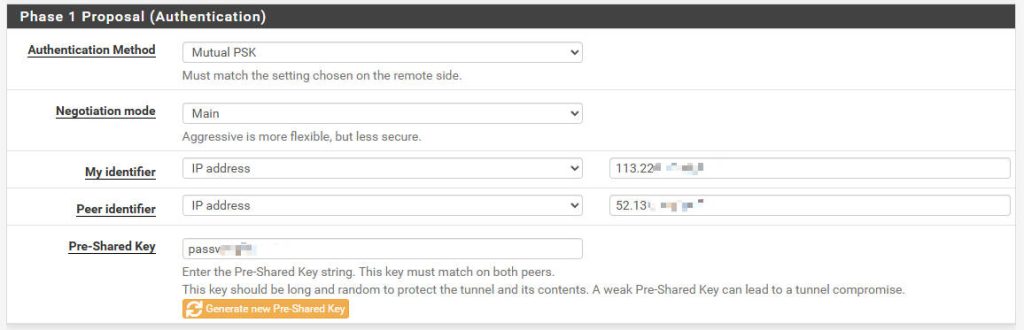 Phase 1 Proposal (Authentication)
Authentication Method
Mutual PSK
Must match the setting chosen on the remote side.
Negotiation mode
Main
Aggressive is more flexible, but less secure.
My identifier
IP address
113.22
Peer identifier
IP address
52.13
Pre-Shared Key
passw
Enter the Pre-Shared Key string. This key must match on both peers.
This key should be long and random to protect the tunnel and its contents. A weak Pre-Shared Key can lead to a tunnel compromise.
Generate new Pre-Shared Key